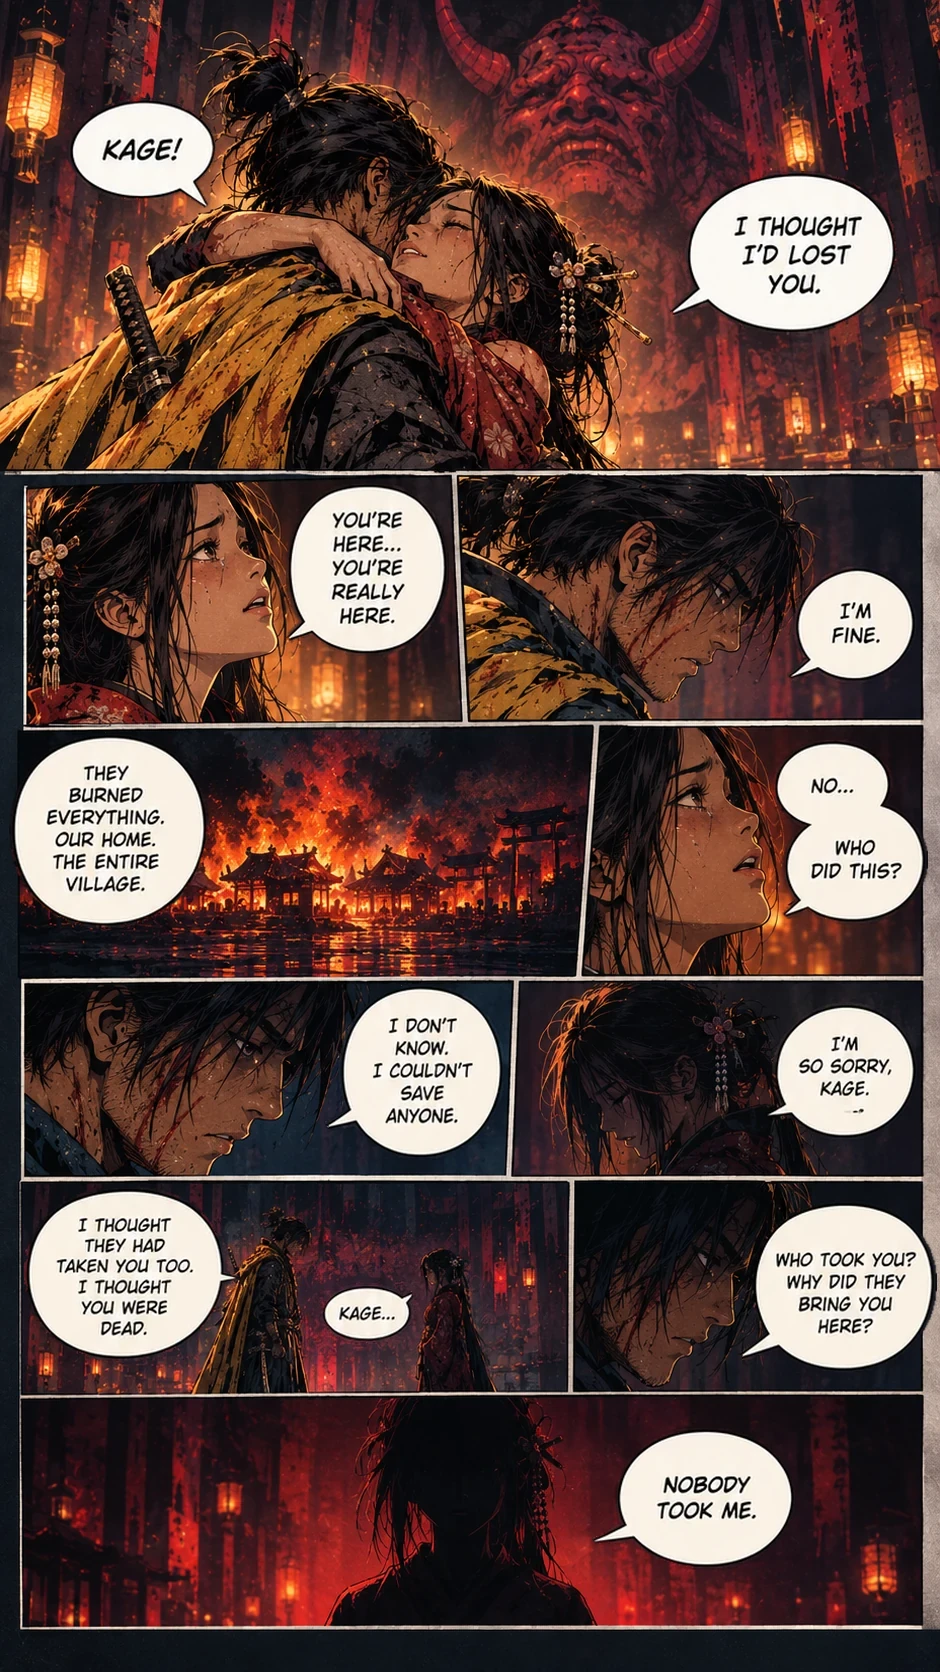 KAGE!
I THOUGHT
I'D LOST
YOU.
YOU'RE
HERE...
YOU'RE
REALLY
HERE.
I'M
FINE.
THEY
BURNED
EVERYTHING.
OUR HOME.
THE ENTIRE
VILLAGE.
NO...
WHO
DID THIS?
I DON'T
KNOW.
I COULDN'T
SAVE
ANYONE.
I'M
SO SORRY,
KAGE.
I THOUGHT
THEY HAD
TAKEN YOU TOO.
I THOUGHT
YOU WERE
DEAD.
KAGE...
WHO TOOK YOU?
WHY DID THEY
BRING YOU
HERE?
NOBODY
TOOK ME.